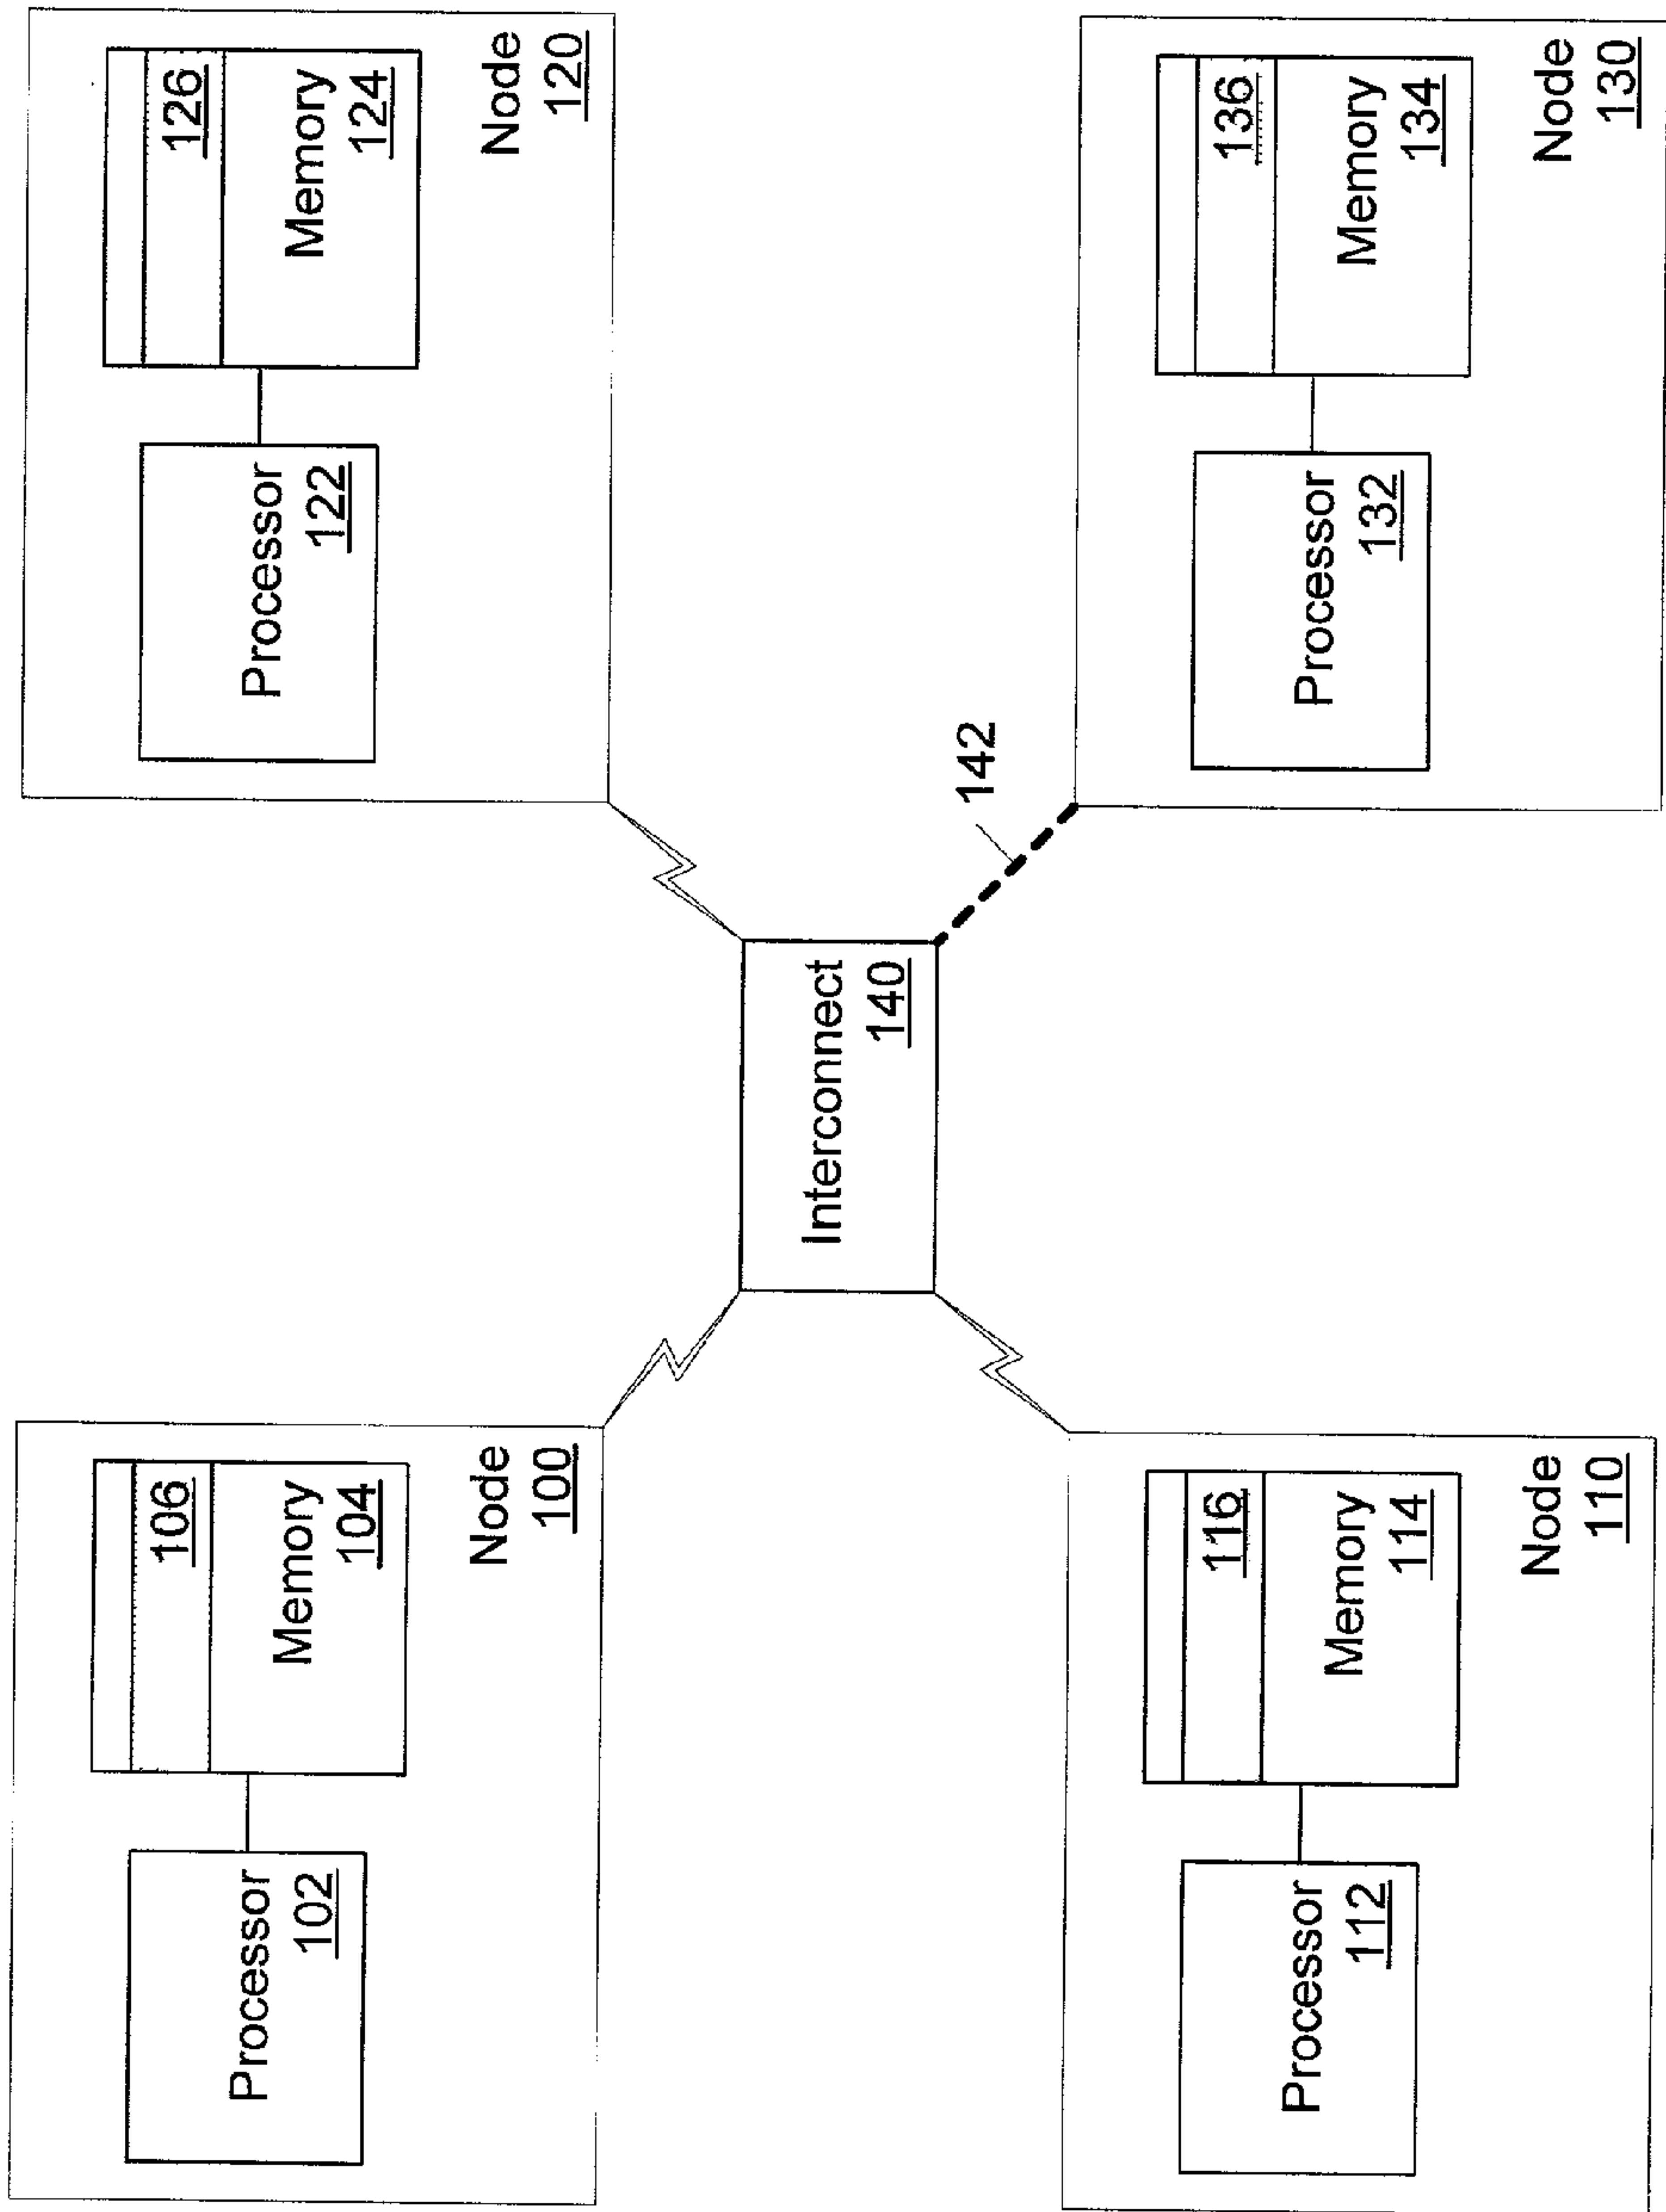 Processor
102
106
Memory
104
Node
100
Processor
122
126
Memory
124
Node
120
Interconnect
140
142
Processor
112
116
Memory
114
Node
110
Processor
132
136
Memory
134
Node
130